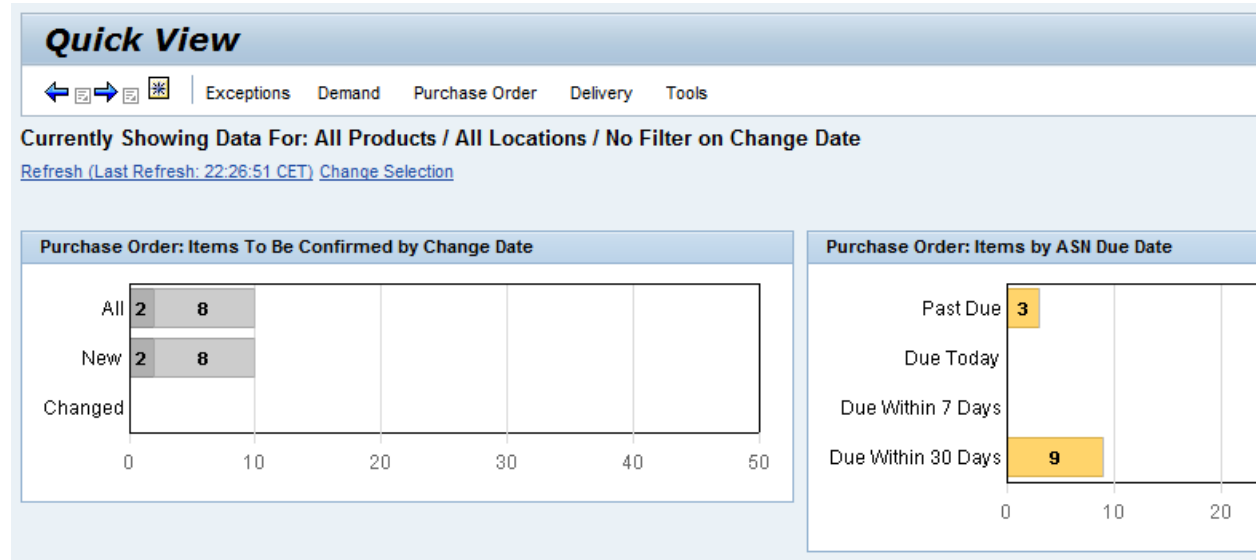 Quick View
Exceptions Demand Purchase Order Delivery Tools
Currently Showing Data For: All Products / All Locations / No Filter on Change Date
Refresh (Last Refresh: 22:26:51 CET) Change Selection
Purchase Order: Items To Be Confirmed by Change Date
All 2 8
New 2 8
Changed
0 10 20 30 40 50
Purchase Order: Items by ASN Due Date
Past Due 3
Due Today
Due Within 7 Days
Due Within 30 Days 9
0 10 20